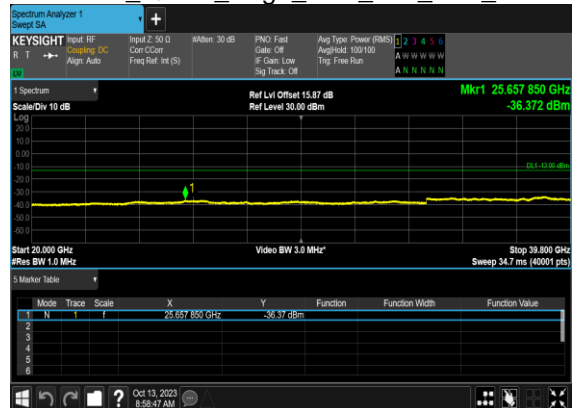 Spectrum Analyzer 1
Swept SA
KEYSIGHT Input: RF Input Z: 50 Ω #Atten: 30 dB PNO: Fast Avg Type: Power (RMS) 1 2 3 4 5 6
R T Coupling: DC Corr CCorr Gate: Off Avg|Hold: 100/100 A W W W W W
Align: Auto Freq Ref: Int (S) IF Gain: Low Trig: Free Run
Sig Track: Off A N N N N N
1 Spectrum Ref Lvl Offset 15.87 dB Mkr1 25.657 850 GHz
Scale/Div 10 dB Ref Level 30.00 dBm -36.372 dBm
Log
20.0
10.0
0.00
-10.0
DL1 -13.00 dBm
-20.0
-30.0
1
-40.0
-50.0
-60.0
Start 20.000 GHz Video BW 3.0 MHz* Stop 39.800 GHz
#Res BW 1.0 MHz Sweep 34.7 ms (40001 pts)
5 Marker Table
Mode Trace Scale X Y Function Function Width Function Value
1 N 1 f 25.657 850 GHz -36.37 dBm
2
3
4
5
6
? Oct 13, 2023
8:58:47 AM